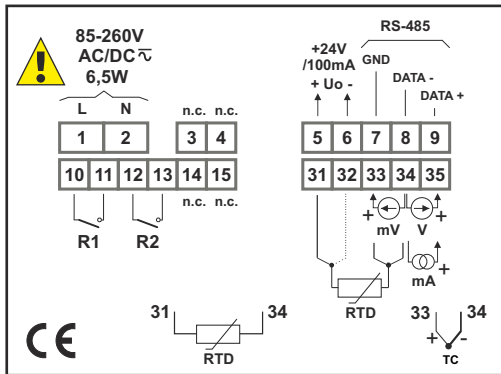 85-260V
AC/DC
6,5W
L N
1 2
n.c. n.c.
3 4
10 11 12 13 14 15
n.c. n.c.
R1 R2
RS-485
+24V
/100mA
+ Uo -
GND
DATA -
DATA +
5 6 7 8 9
31 32 33 34 35
+ mV V +
mA +
RTD
31 34
RTD
33 34
+ -
TC
CE